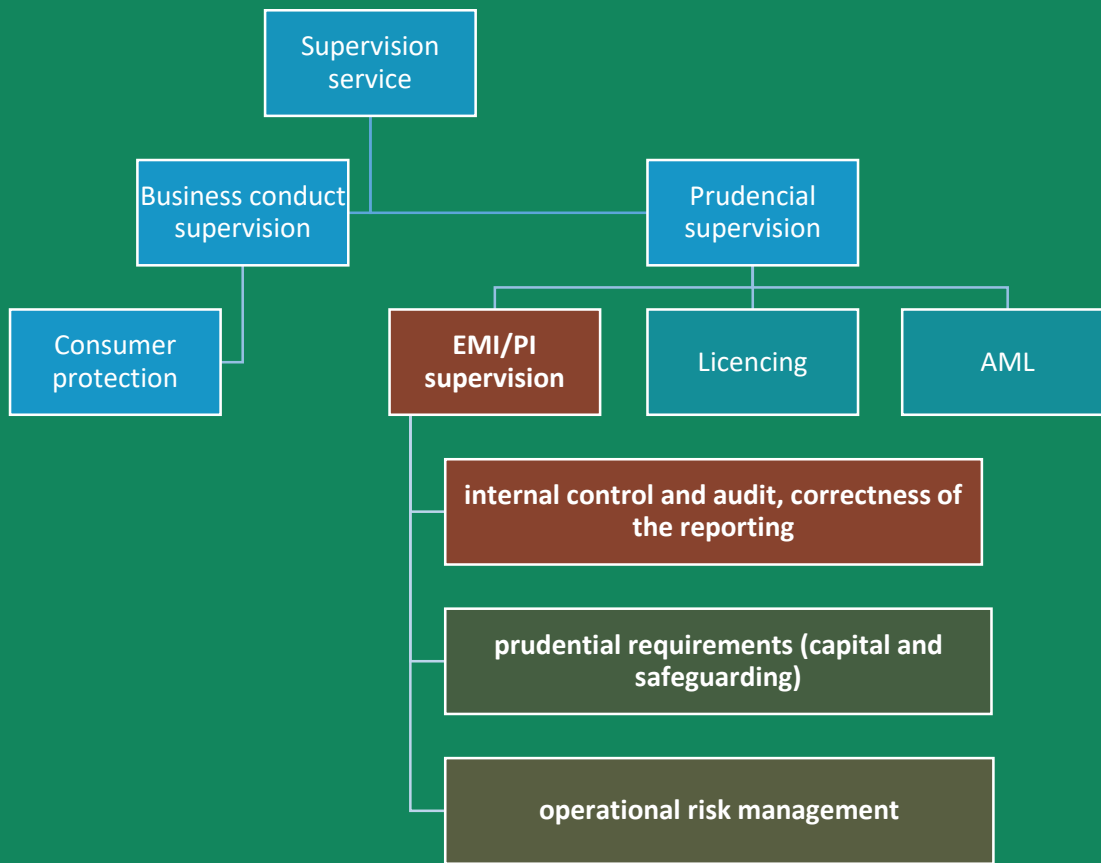 Supervision
service
Business conduct
supervision
Prudencial
supervision
Consumer
protection
EMI/PI
supervision
Licencing
AML
internal control and audit, correctness of
the reporting
prudential requirements (capital and
safeguarding)
operational risk management